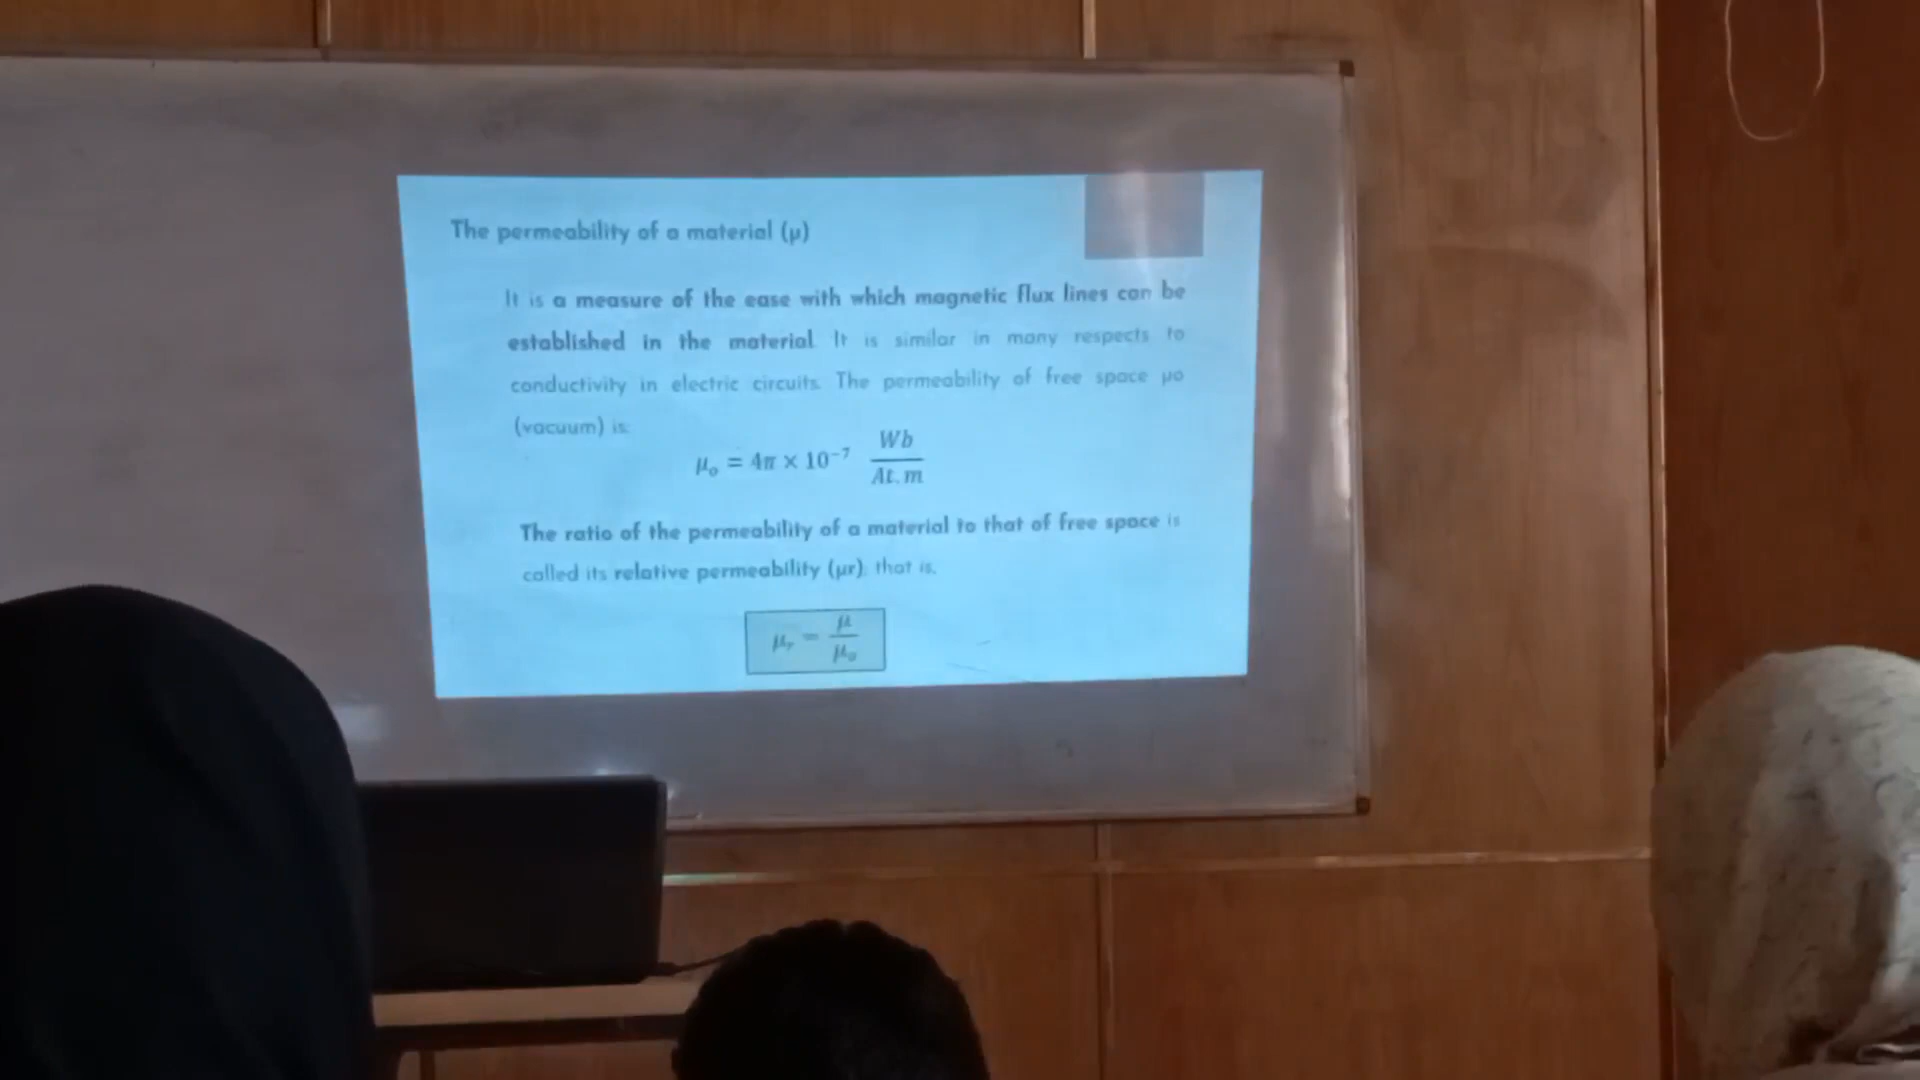 The permeability of a material (μ)
It is a measure of the ease with which magnetic flux lines can be
established in the material. It is similar in many respects to
conductivity in electric circuits. The permeability of free space μo
(vacuum) is:
μₒ = 4π × 10⁻⁷ Wb/At.m
The ratio of the permeability of a material to that of free space is
called its relative permeability (μr); that is,
μᵣ = μ/μₒ